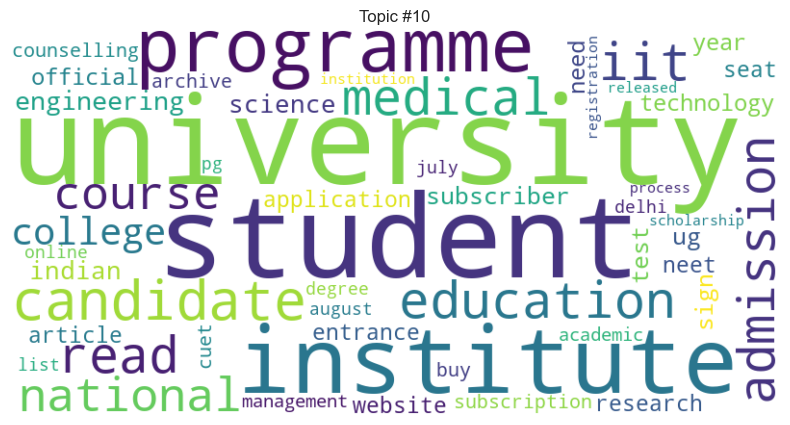 Topic #10
programme
counselling
official
archive
institution
need
registration
iit
year
seat
released
technology
engineering
science
medical
university
pg
july
course
application
subscriber
process
delhi
scholarship
student
college
online
indian
test
ug
neet
sign
admission
candidate
degree
august
education
article
list
read
cuet
entrance
academic
institute
buy
national
management
website
subscription
research